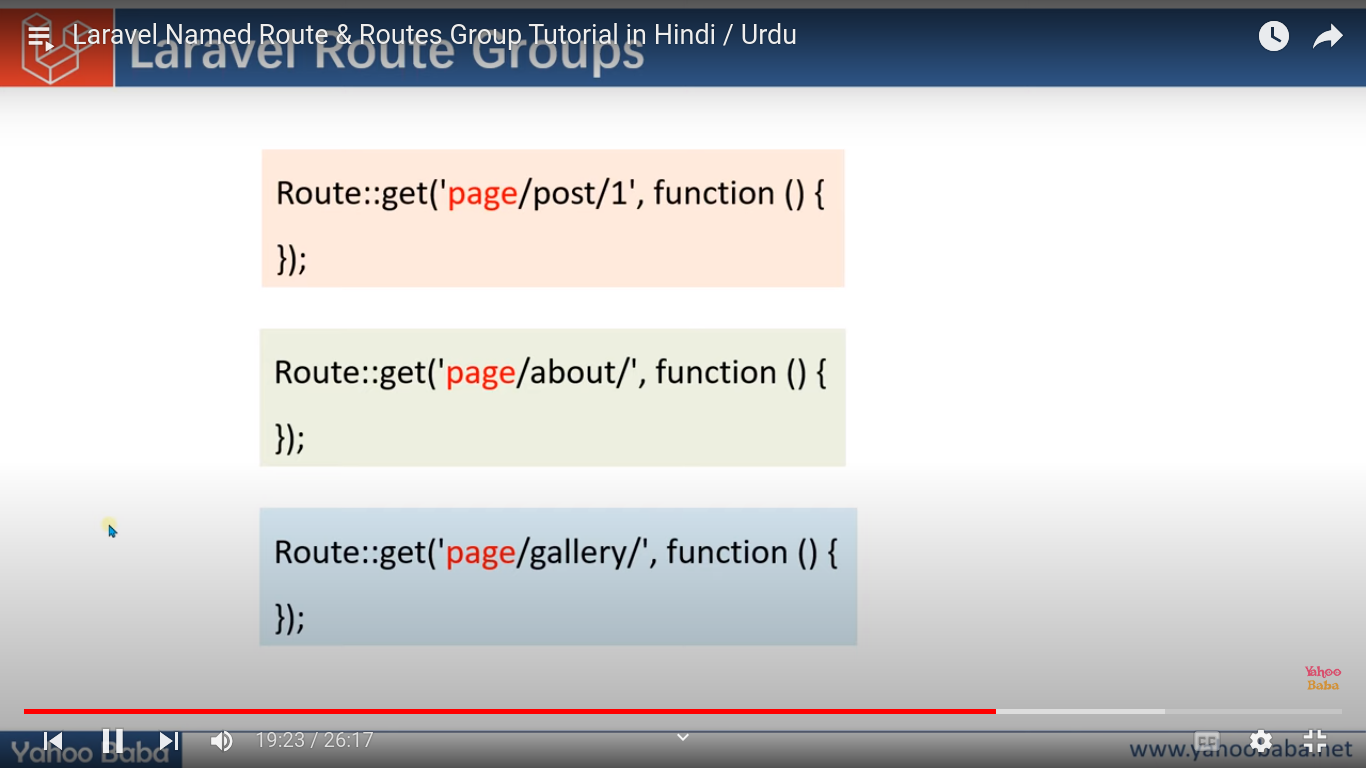 Laravel Named Route & Routes Group Tutorial in Hindi / Urdu
Laravel Route Groups
Route::get('page/post/1', function () {
});
Route::get('page/about/', function () {
});
Route::get('page/gallery/', function () {
});
Yahoo
Baba
19:23 / 26:17
CC
Yahoo Baba
www.yahoobaba.net